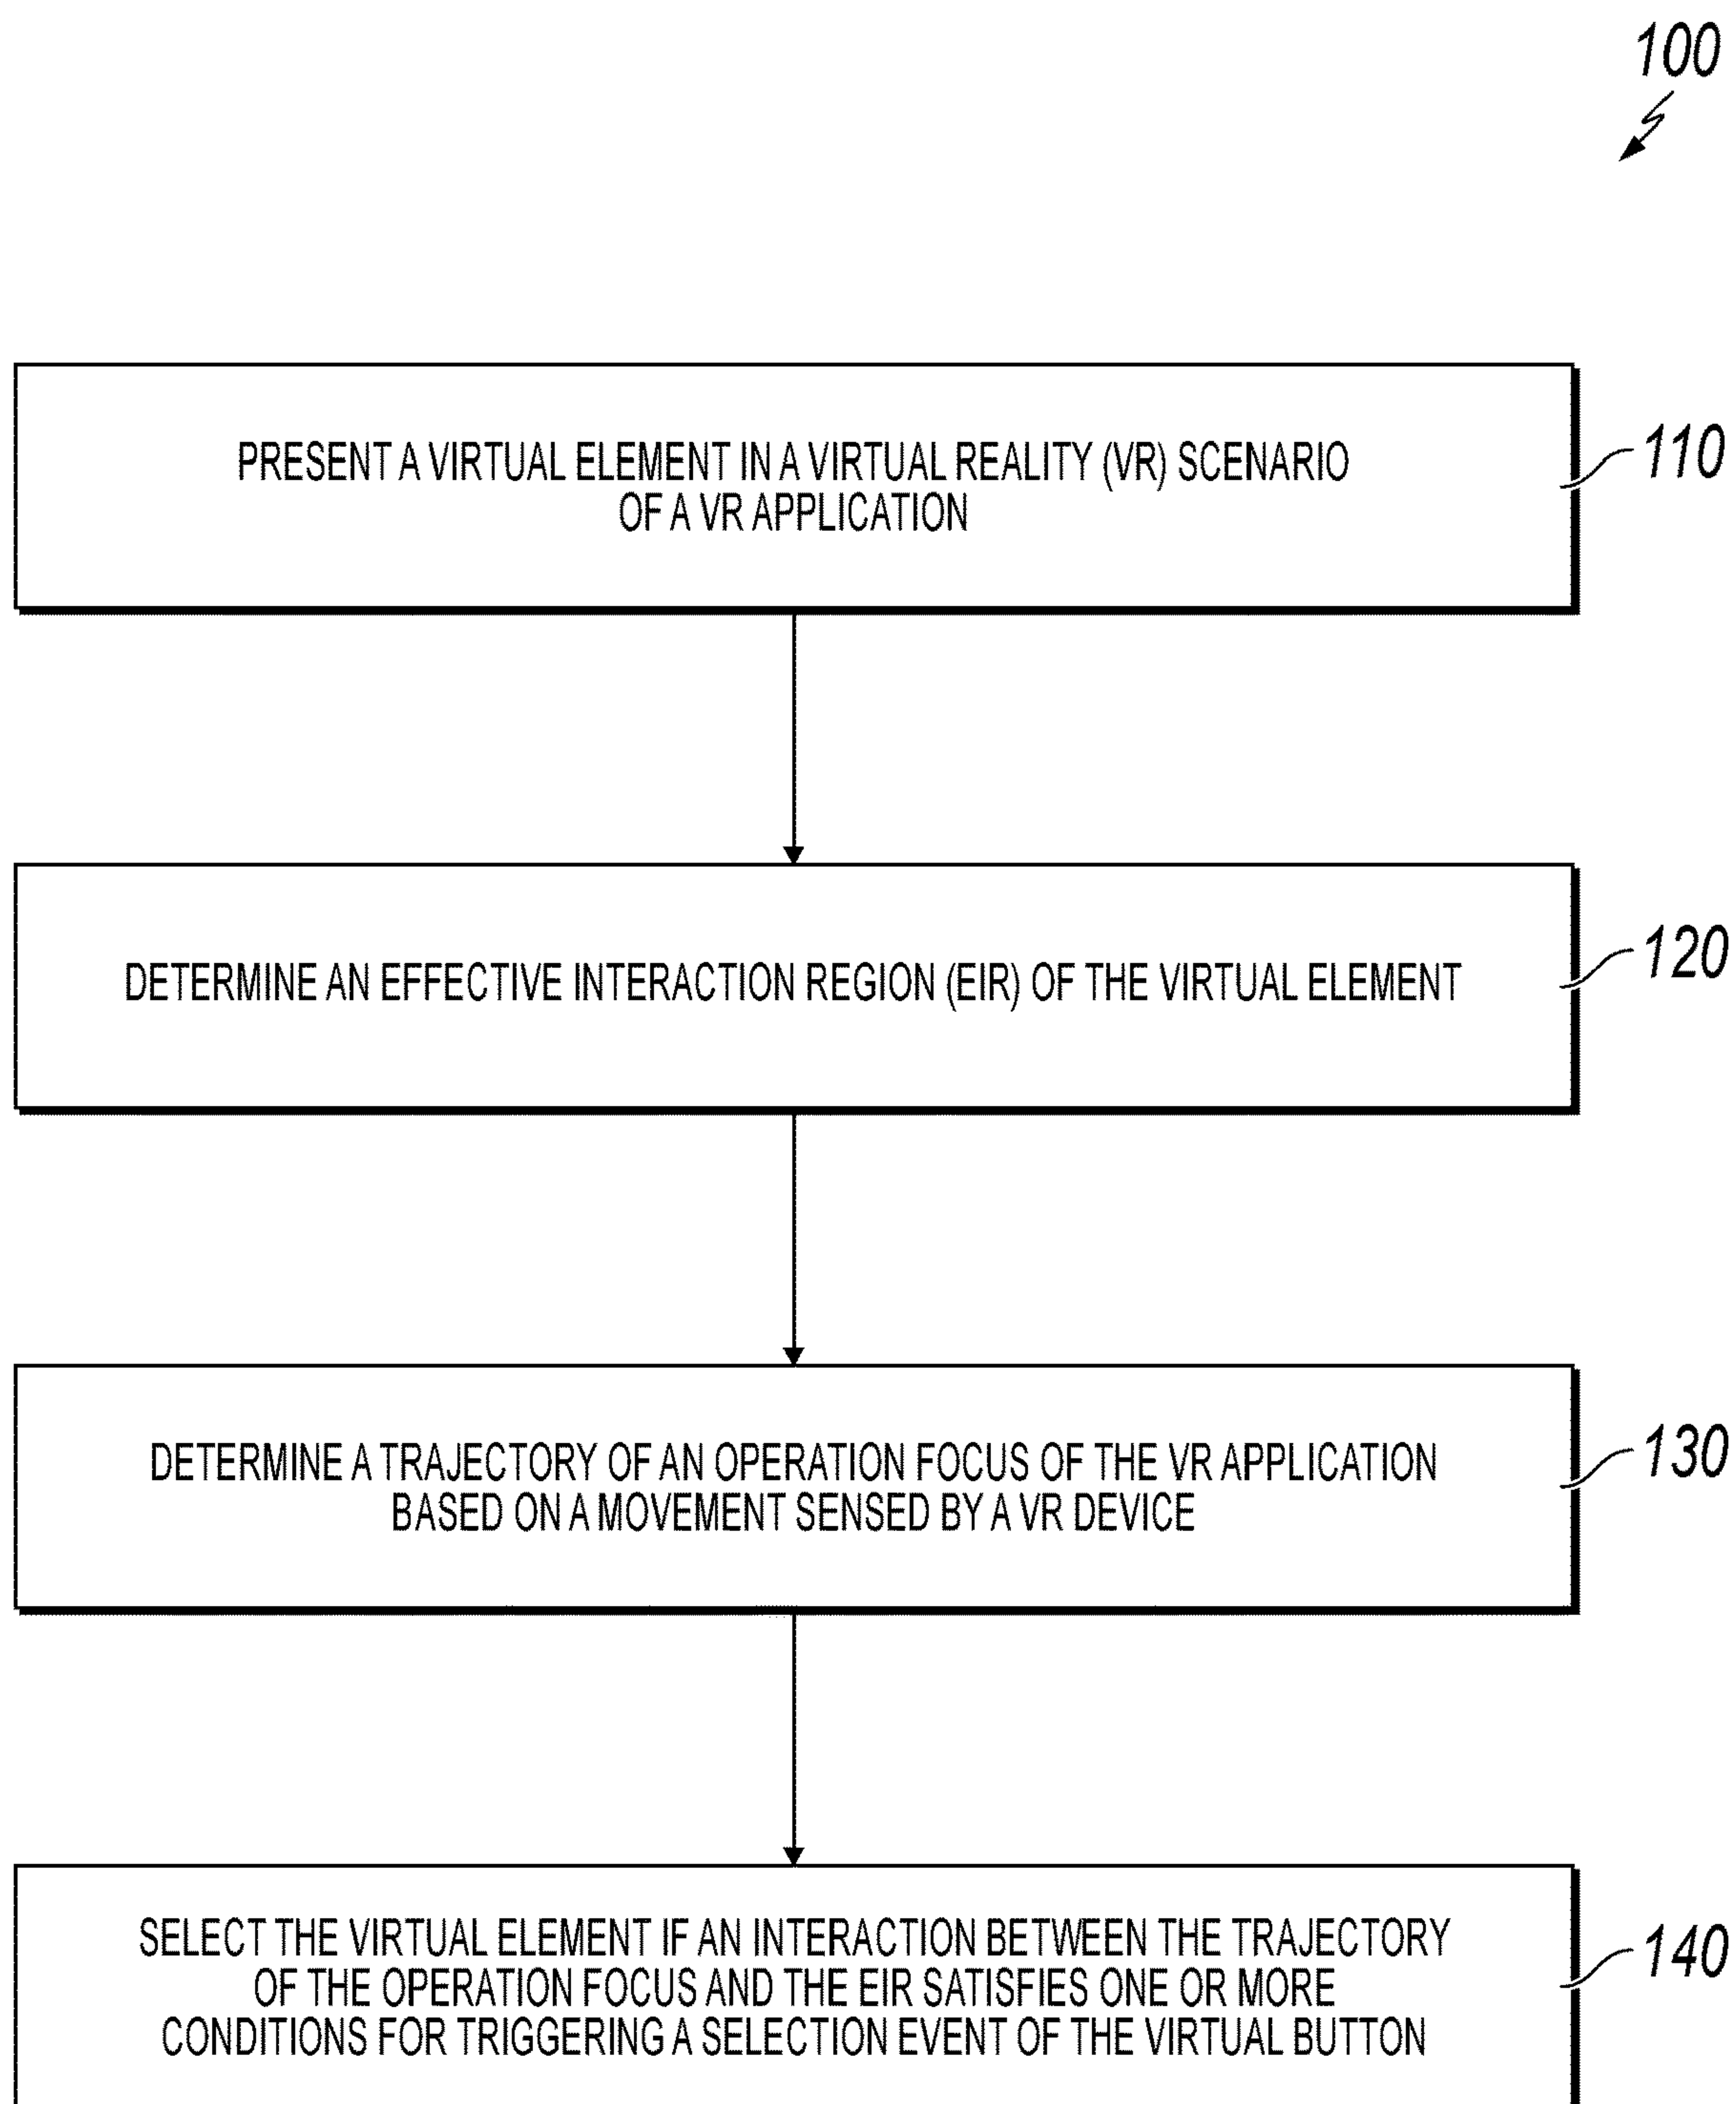 100
PRESENT A VIRTUAL ELEMENT IN A VIRTUAL REALITY (VR) SCENARIO
OF A VR APPLICATION
110
DETERMINE AN EFFECTIVE INTERACTION REGION (EIR) OF THE VIRTUAL ELEMENT
120
DETERMINE A TRAJECTORY OF AN OPERATION FOCUS OF THE VR APPLICATION
BASED ON A MOVEMENT SENSED BY A VR DEVICE
130
SELECT THE VIRTUAL ELEMENT IF AN INTERACTION BETWEEN THE TRAJECTORY
OF THE OPERATION FOCUS AND THE EIR SATISFIES ONE OR MORE
CONDITIONS FOR TRIGGERING A SELECTION EVENT OF THE VIRTUAL BUTTON
140